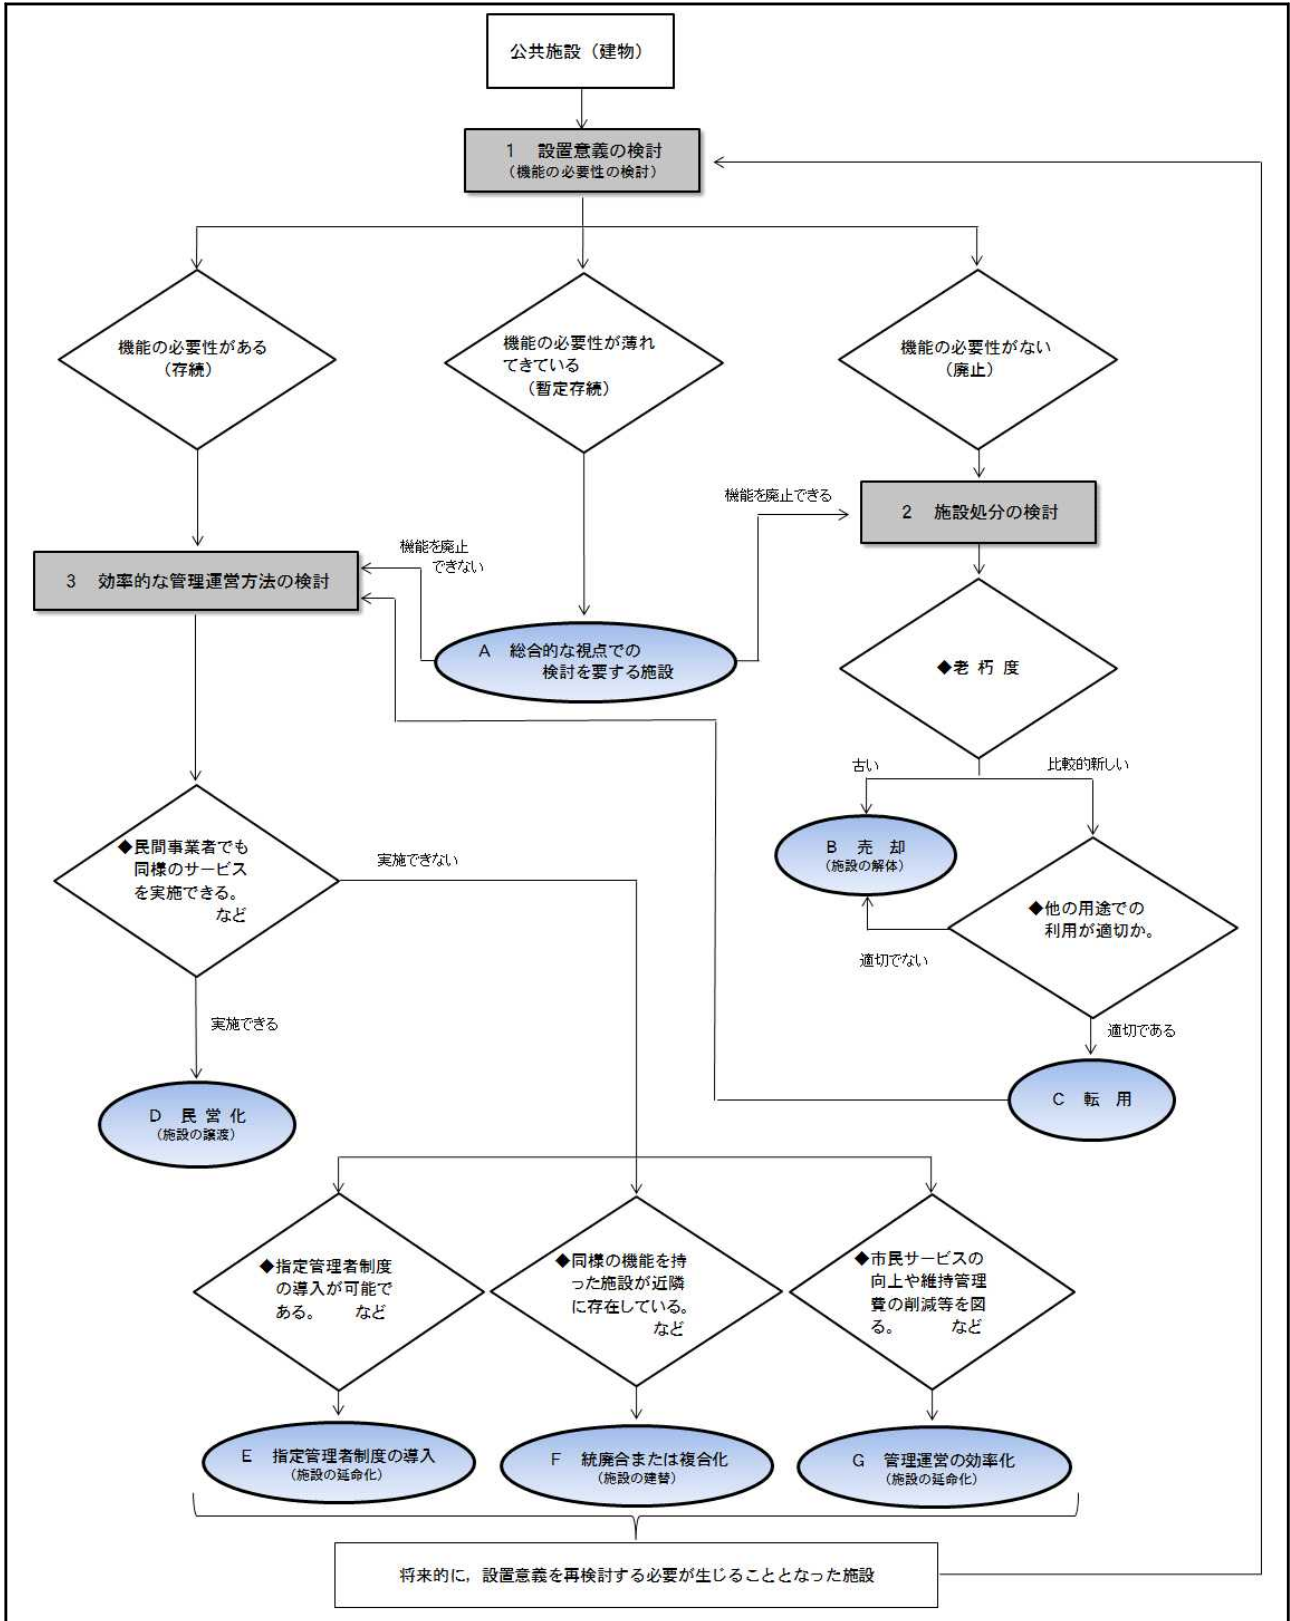 公共施設（建物）
１　設置意義の検討
（機能の必要性の検討）
機能の必要性がある
（存続）
機能の必要性が薄れ
てきている
（暫定存続）
機能の必要性がない
（廃止）
機能を廃止できる
２　施設処分の検討
機能を廃止
できない
３　効率的な管理運営方法の検討
Ａ　総合的な視点での
検討を要する施設
◆老 朽 度
古い
比較的新しい
Ｂ　売　却
（施設の解体）
◆民間事業者でも
同様のサービス
を実施できる。
など
実施できない
◆他の用途での
利用が適切か。
適切でない
実施できる
適切である
Ｃ　転　用
Ｄ　民 営 化
（施設の譲渡）
◆指定管理者制度
の導入が可能で
ある。　　など
◆同様の機能を持
った施設が近隣
に存在している。
など
◆市民サービスの
向上や維持管理
費の削減等を図
る。　　　など
Ｅ　指定管理者制度の導入
（施設の延命化）
Ｆ　統廃合または複合化
（施設の建替）
Ｇ　管理運営の効率化
（施設の延命化）
将来的に，設置意義を再検討する必要が生じることとなった施設